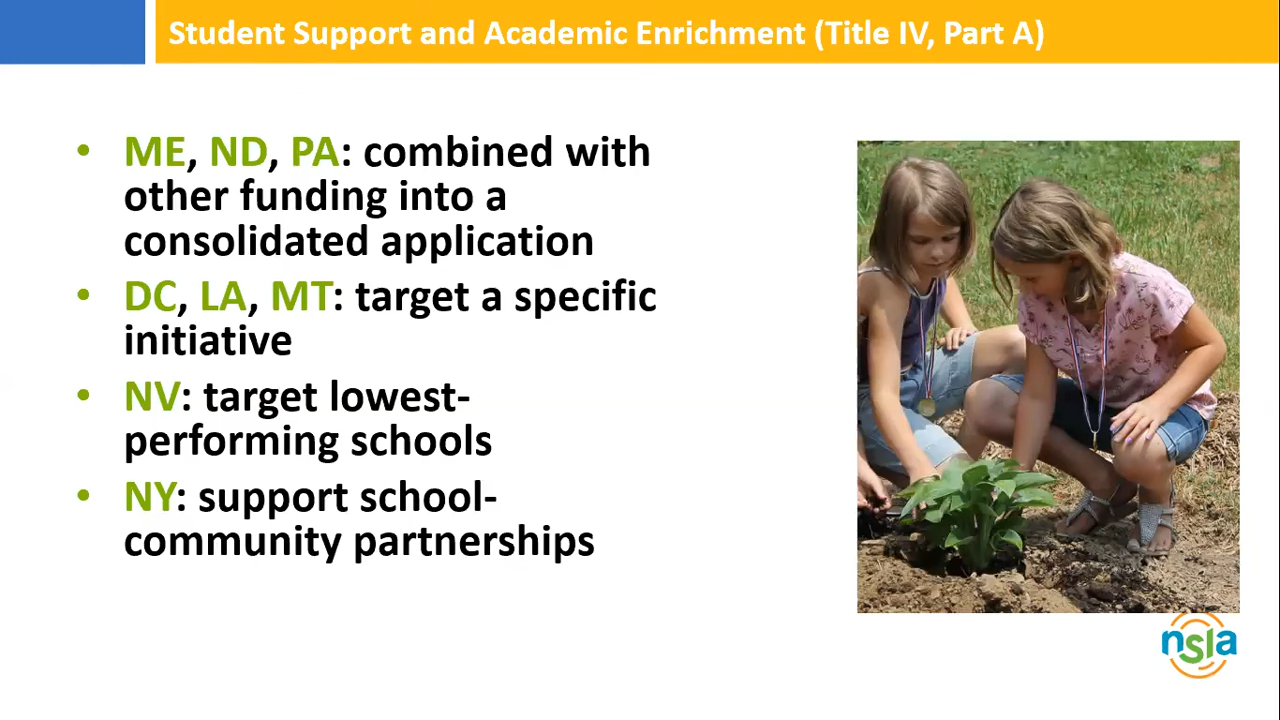 Student Support and Academic Enrichment (Title IV, Part A)
• ME, ND, PA: combined with
other funding into a
consolidated application
• DC, LA, MT: target a specific
initiative
• NV: target lowest-
performing schools
• NY: support school-
community partnerships
nsla